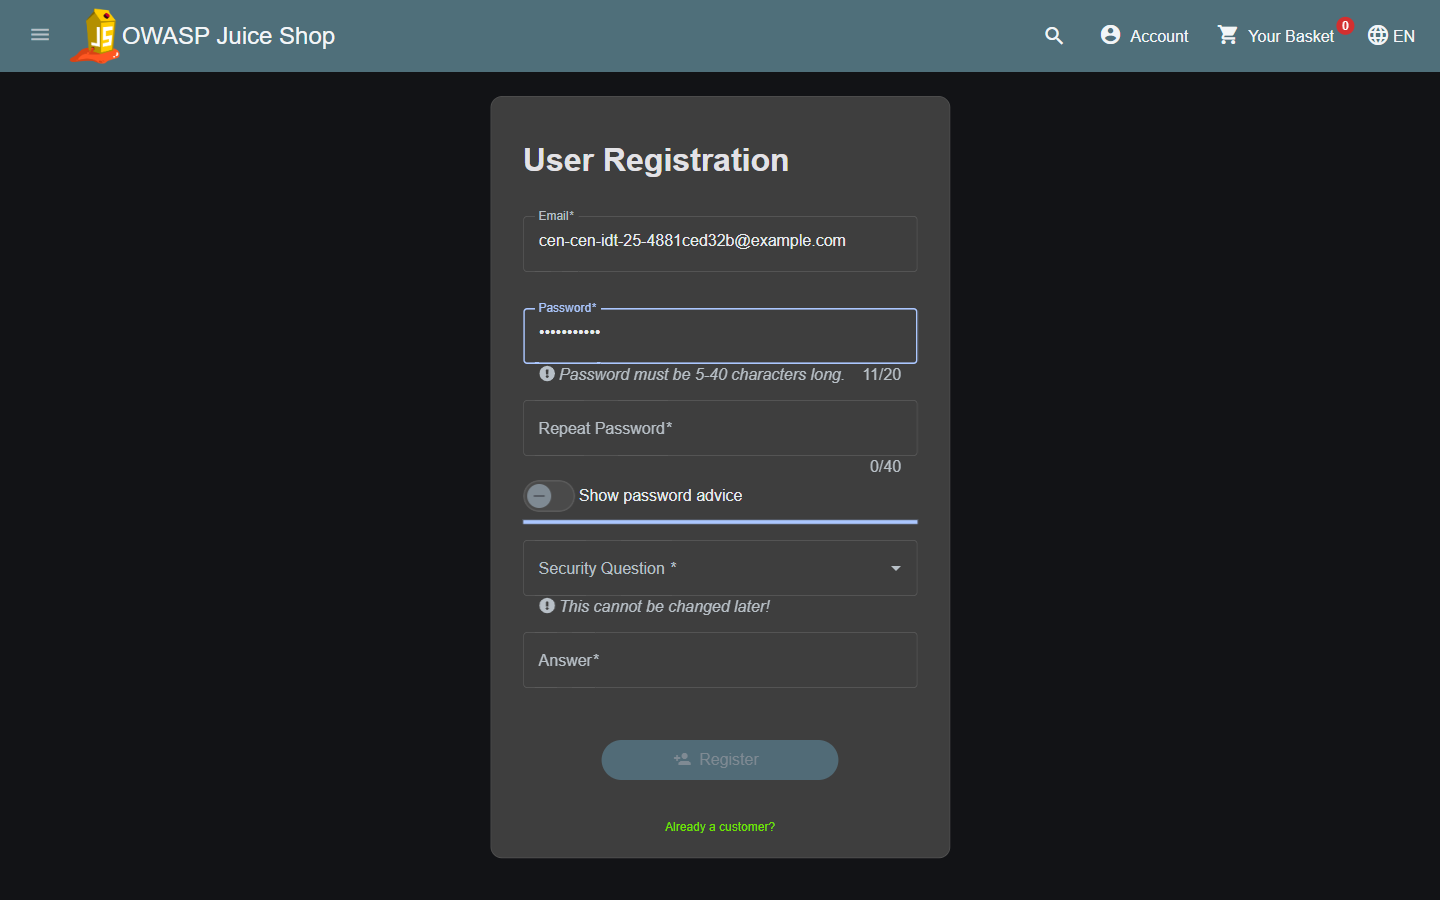 OWASP Juice Shop
Account
Your Basket 0
EN
User Registration
Email*
cen-cen-idt-25-4881ced32b@example.com
Password*
•••••••••••
Password must be 5-40 characters long. 11/20
Repeat Password*
0/40
Show password advice
Security Question *
This cannot be changed later!
Answer*
Register
Already a customer?